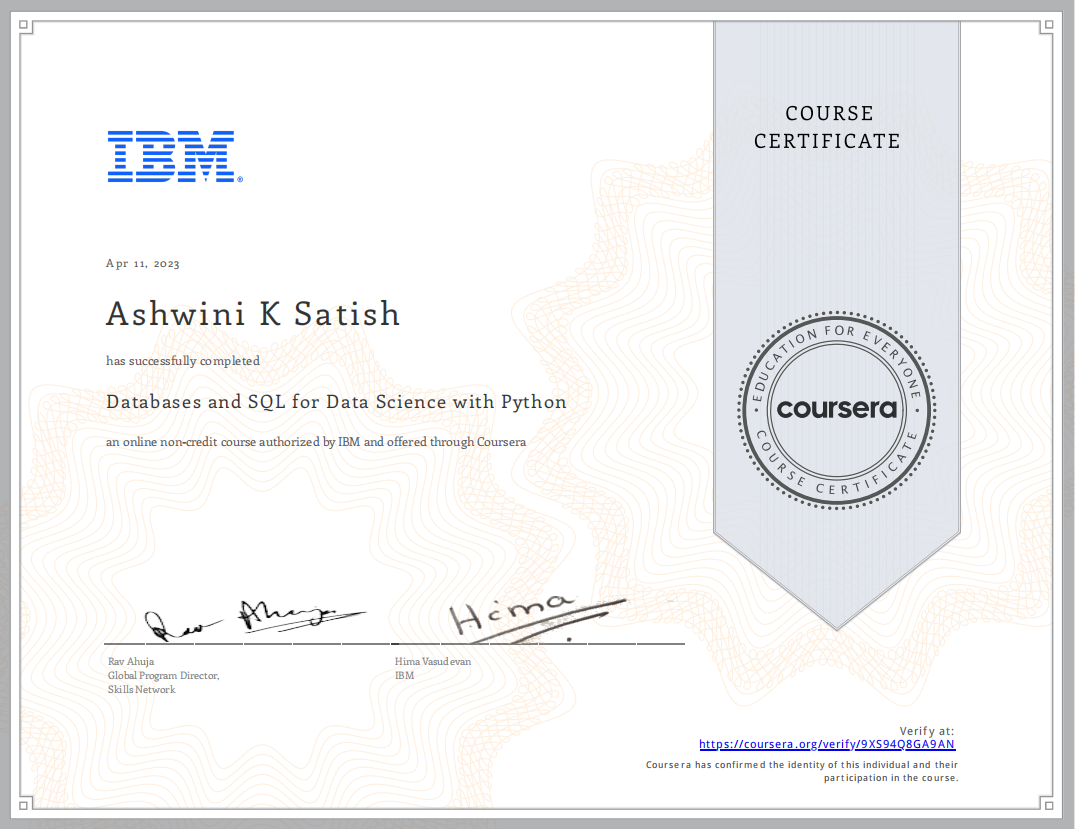 COURSE
CERTIFICATE
IBM®
Apr 11, 2023
Ashwini K Satish
has successfully completed
Databases and SQL for Data Science with Python
an online non-credit course authorized by IBM and offered through Coursera
EDUCATION FOR EVERYONE
coursera
COURSE CERTIFICATE
Rav Ahuja
Hima
Rav Ahuja
Global Program Director,
Skills Network
Hima Vasudevan
IBM
Verify at:
https://coursera.org/verify/9XS94Q8GA9AN
Coursera has confirmed the identity of this individual and their
participation in the course.